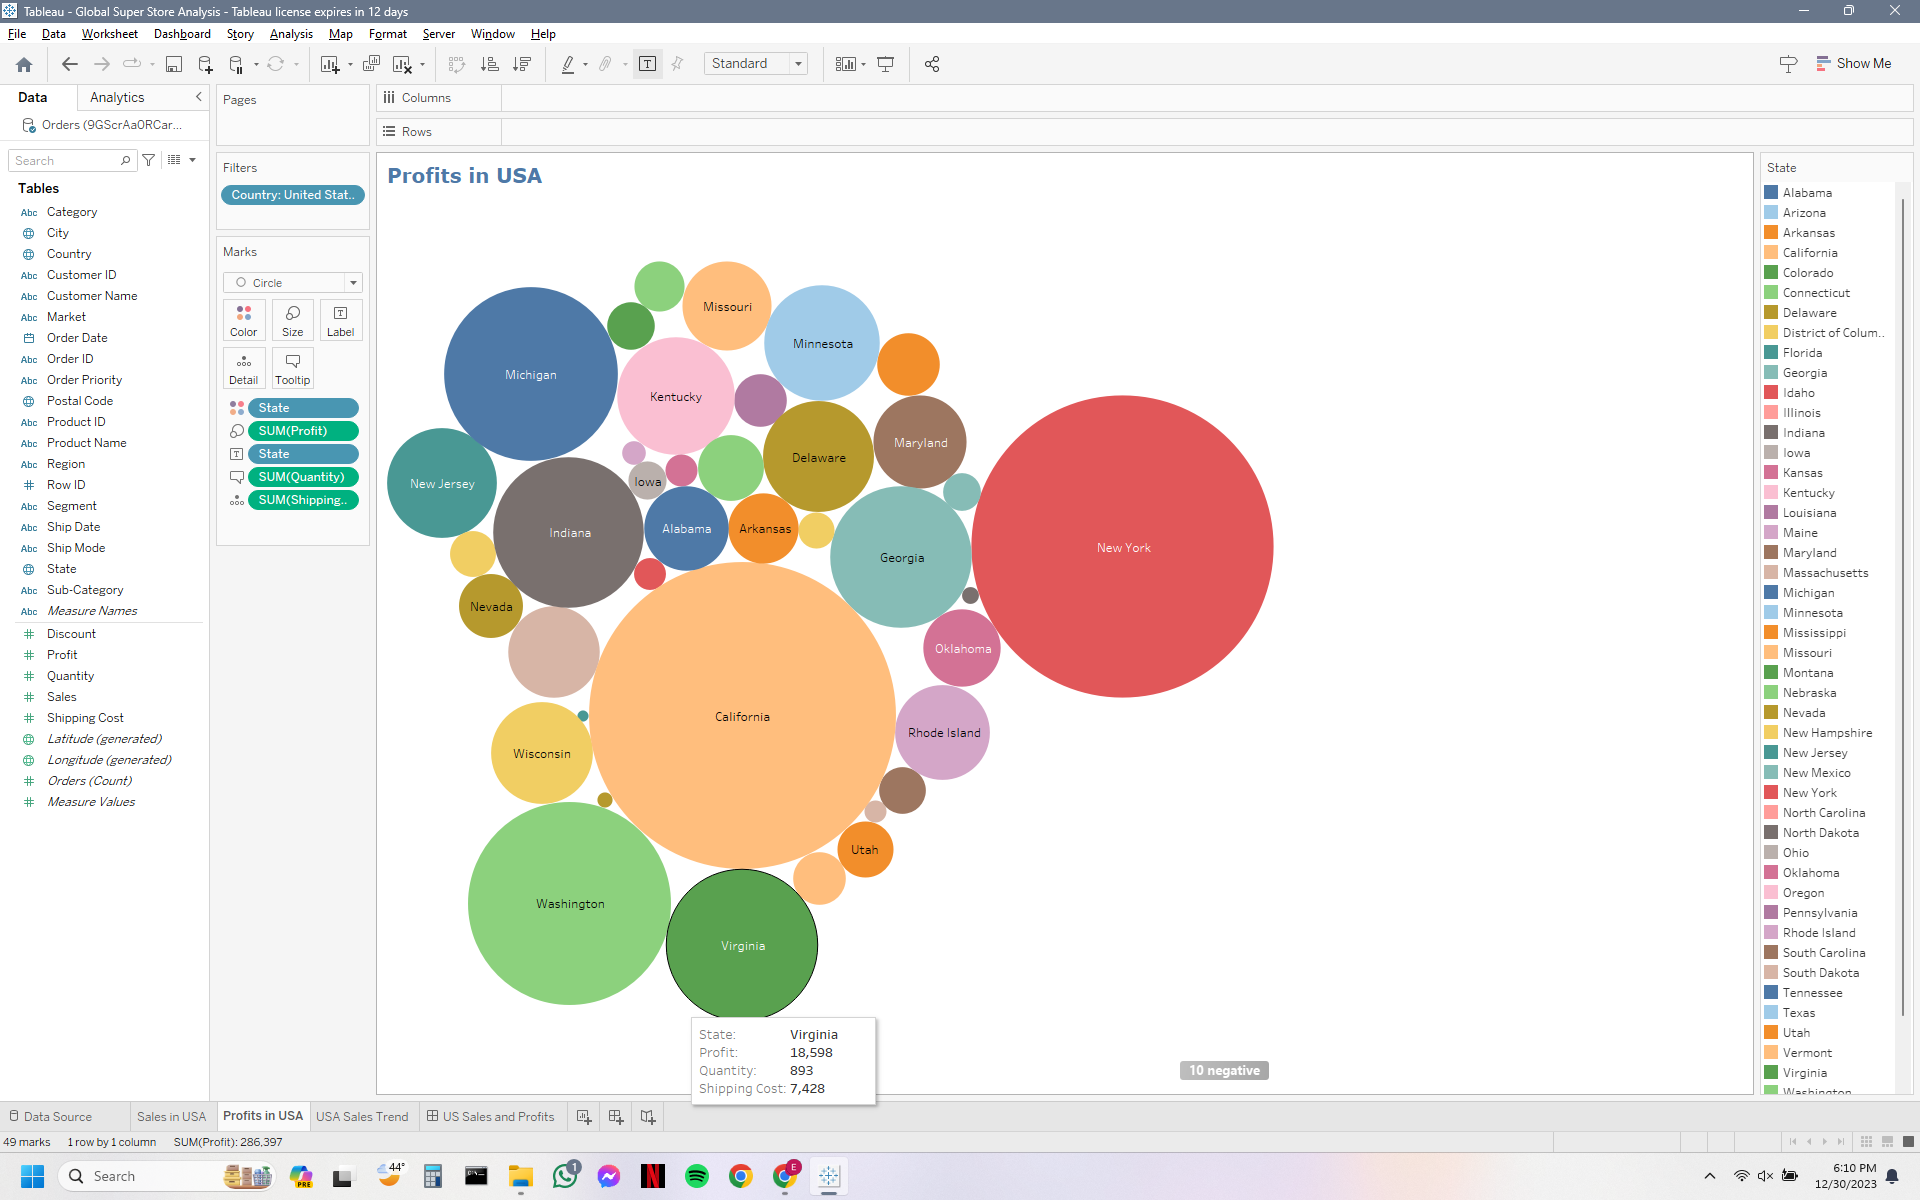 Tableau - Global Super Store Analysis - Tableau license expires in 12 days
File Data Worksheet Dashboard Story Analysis Map Format Server Window Help
Standard
Show Me
Data Analytics
Orders (9GScrAa0RCar...
Search
Tables
Abc Category
City
Country
Abc Customer ID
Abc Customer Name
Abc Market
Order Date
Abc Order ID
Abc Order Priority
Postal Code
Abc Product ID
Abc Product Name
Abc Region
# Row ID
Abc Segment
Abc Ship Date
Abc Ship Mode
State
Abc Sub-Category
Abc Measure Names
# Discount
# Profit
# Quantity
# Sales
# Shipping Cost
Latitude (generated)
Longitude (generated)
# Orders (Count)
# Measure Values
Pages
Filters
Country: United Stat..
Marks
Circle
Color Size Label
Detail Tooltip
State
SUM(Profit)
State
SUM(Quantity)
SUM(Shipping..
Columns
Rows
Profits in USA
Missouri
Minnesota
Michigan
Kentucky
Maryland
Delaware
New Jersey
Iowa
Alabama
Arkansas
Indiana
New York
Georgia
Nevada
Oklahoma
California
Rhode Island
Wisconsin
Utah
Washington
Virginia
State: Virginia
Profit: 18,598
Quantity: 893
Shipping Cost: 7,428
10 negative
State
Alabama
Arizona
Arkansas
California
Colorado
Connecticut
Delaware
District of Colum..
Florida
Georgia
Idaho
Illinois
Indiana
Iowa
Kansas
Kentucky
Louisiana
Maine
Maryland
Massachusetts
Michigan
Minnesota
Mississippi
Missouri
Montana
Nebraska
Nevada
New Hampshire
New Jersey
New Mexico
New York
North Carolina
North Dakota
Ohio
Oklahoma
Oregon
Pennsylvania
Rhode Island
South Carolina
South Dakota
Tennessee
Texas
Utah
Vermont
Virginia
Washington
Data Source Sales in USA Profits in USA USA Sales Trend US Sales and Profits
49 marks 1 row by 1 column SUM(Profit): 286,397
Search
PRE
44°
1
E
6:10 PM
12/30/2023